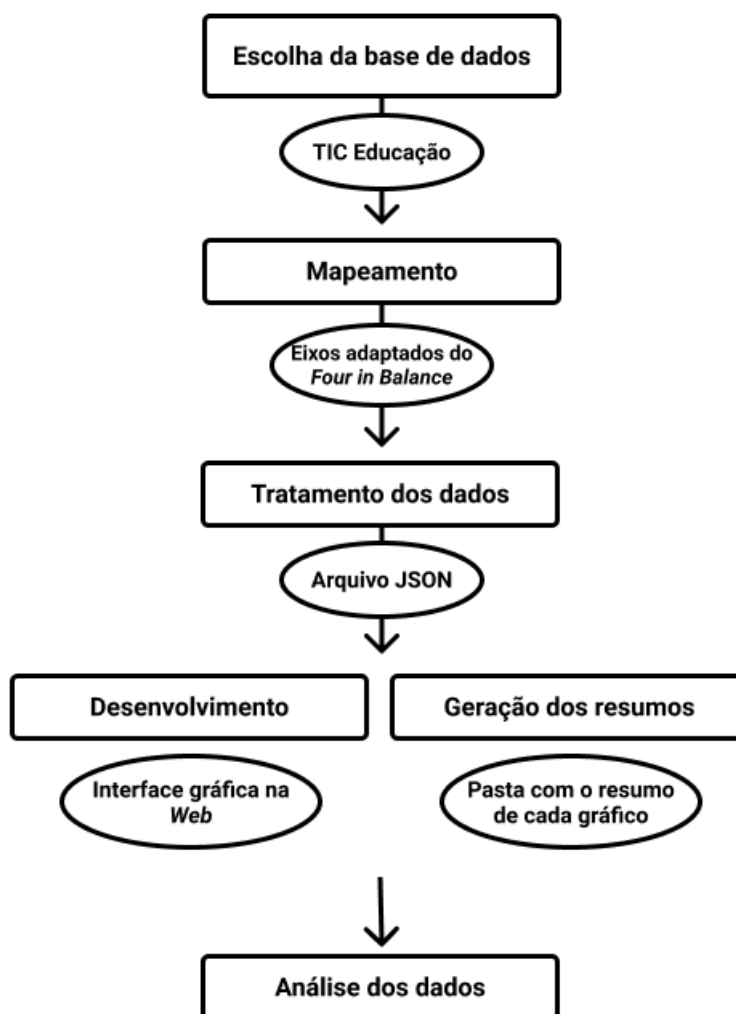 Escolha da base de dados
TIC Educação
Mapeamento
Eixos adaptados do
Four in Balance
Tratamento dos dados
Arquivo JSON
Desenvolvimento
Geração dos resumos
Interface gráfica na
Web
Pasta com o resumo
de cada gráfico
Análise dos dados